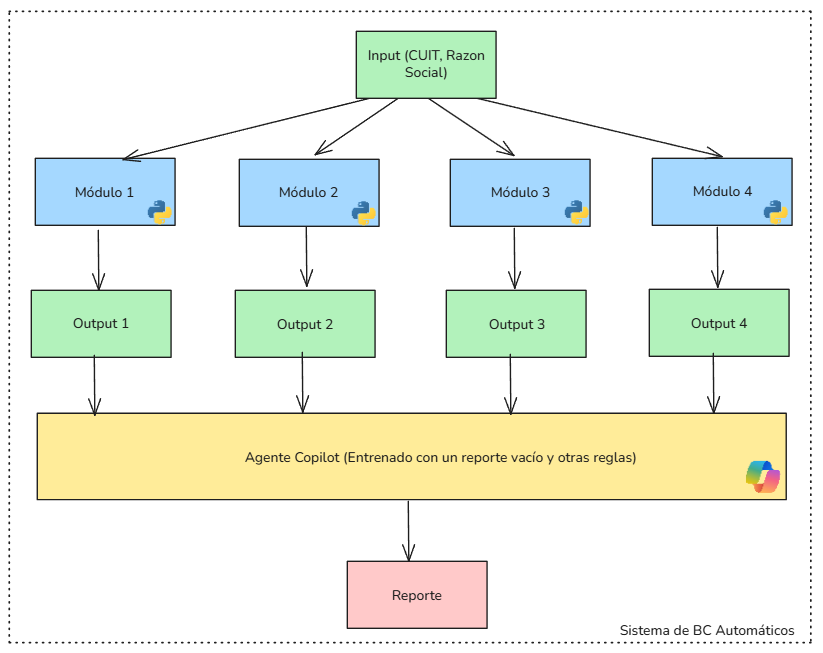 Input (CUIT, Razon
Social)
Módulo 1
Módulo 2
Módulo 3
Módulo 4
Output 1
Output 2
Output 3
Output 4
Agente Copilot (Entrenado con un reporte vacío y otras reglas)
Reporte
Sistema de BC Automáticos